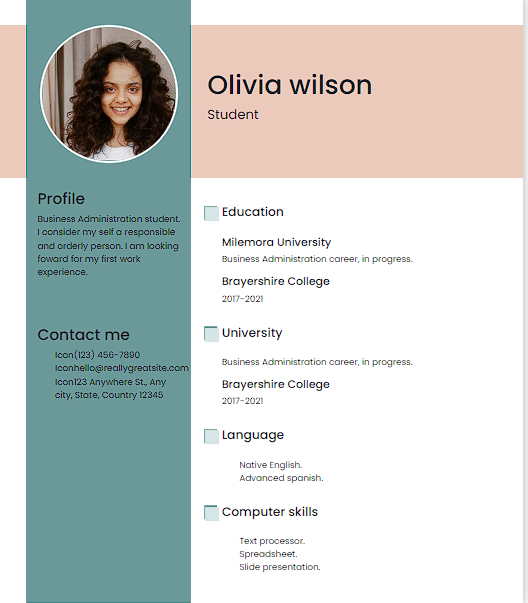 Olivia wilson
Student
Profile
Business Administration student.
I consider my self a responsible
and orderly person. I am looking
foward for my first work
experience.
Contact me
Icon(123) 456-7890
Iconhello@reallygreatsite.com
Icon123 Anywhere St., Any
city, State, Country 12345
Education
Milemora University
Business Administration career, in progress.
Brayershire College
2017-2021
University
Business Administration career, in progress.
Brayershire College
2017-2021
Language
Native English.
Advanced spanish.
Computer skills
Text processor.
Spreadsheet.
Slide presentation.